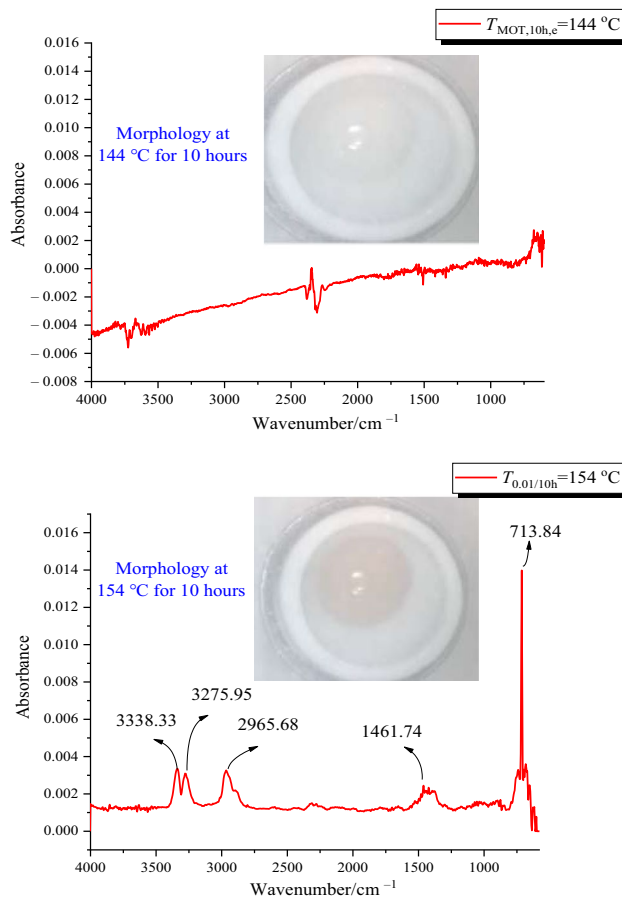 T_MOT,10h,e=144 °C
0.016
0.014
0.012
0.010
0.008
0.006
0.004
0.002
0.000
– 0.002
– 0.004
– 0.006
– 0.008
Absorbance
Morphology at
144 °C for 10 hours
4000 3500 3000 2500 2000 1500 1000
Wavenumber/cm ⁻¹
T_0.01/10h=154 °C
0.016
0.014
0.012
0.010
0.008
0.006
0.004
0.002
0.000
Absorbance
Morphology at
154 °C for 10 hours
713.84
3275.95
3338.33
2965.68
1461.74
4000 3500 3000 2500 2000 1500 1000
Wavenumber/cm ⁻¹